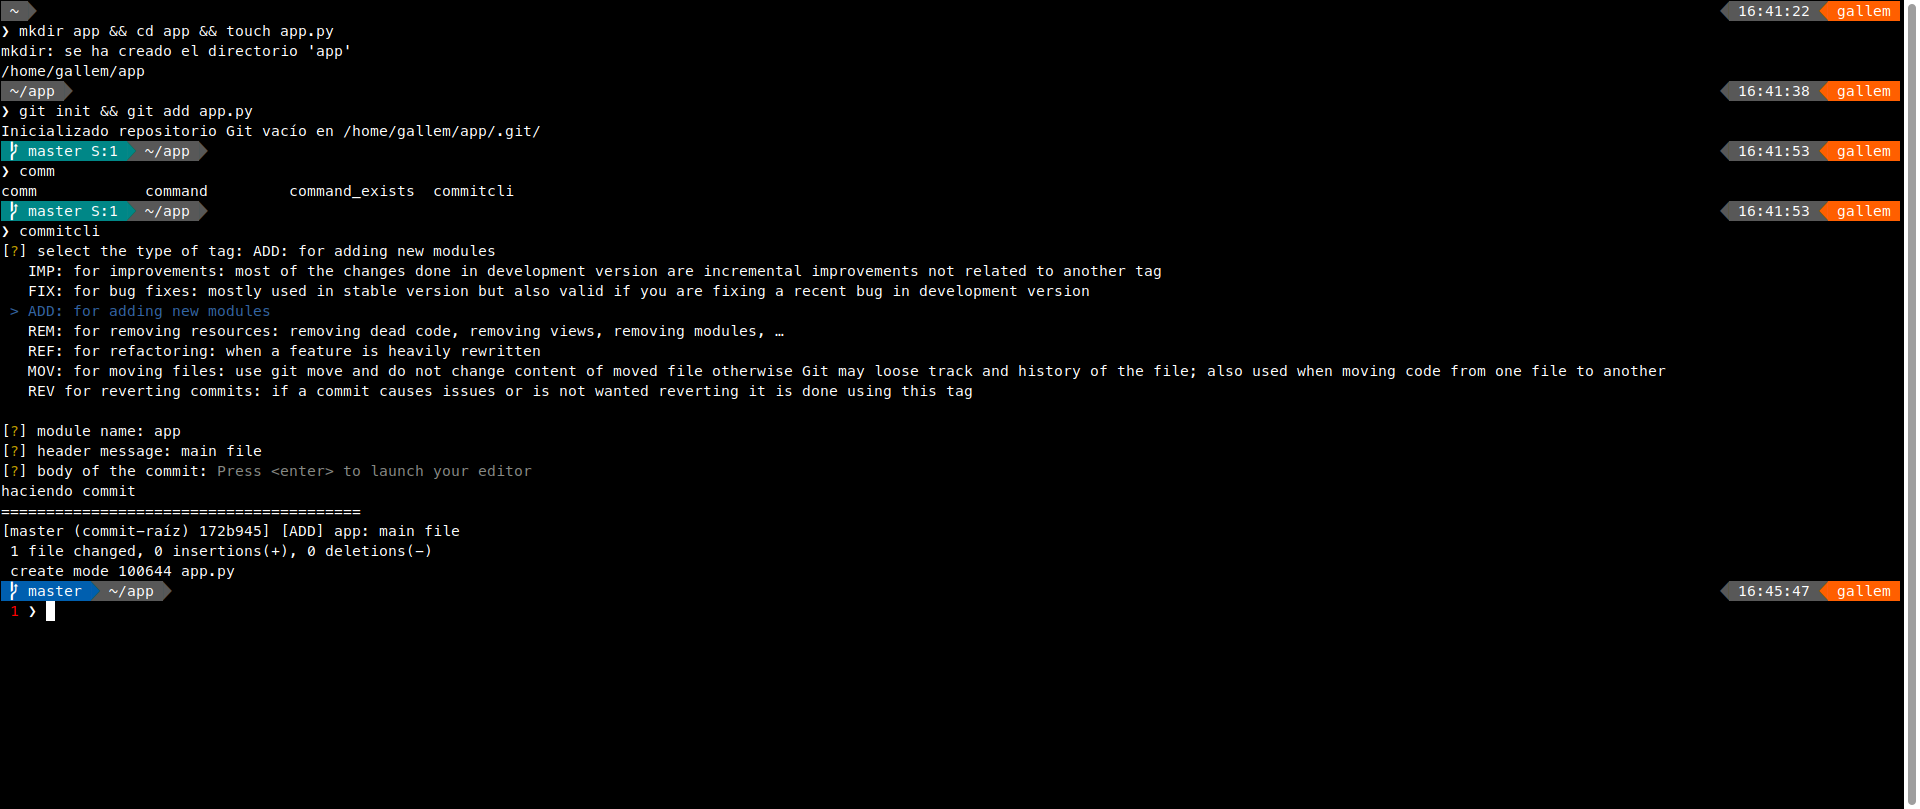 ~ 16:41:22 gallem
❯ mkdir app && cd app && touch app.py
mkdir: se ha creado el directorio 'app'
/home/gallem/app
~/app 16:41:38 gallem
❯ git init && git add app.py
Inicializado repositorio Git vacío en /home/gallem/app/.git/
master S:1 ~/app 16:41:53 gallem
❯ comm
comm command command_exists commitcli
master S:1 ~/app 16:41:53 gallem
❯ commitcli
[?] select the type of tag: ADD: for adding new modules
IMP: for improvements: most of the changes done in development version are incremental improvements not related to another tag
FIX: for bug fixes: mostly used in stable version but also valid if you are fixing a recent bug in development version
> ADD: for adding new modules
REM: for removing resources: removing dead code, removing views, removing modules, …
REF: for refactoring: when a feature is heavily rewritten
MOV: for moving files: use git move and do not change content of moved file otherwise Git may loose track and history of the file; also used when moving code from one file to another
REV for reverting commits: if a commit causes issues or is not wanted reverting it is done using this tag
[?] module name: app
[?] header message: main file
[?] body of the commit: Press <enter> to launch your editor
haciendo commit
========================================
[master (commit-raíz) 172b945] [ADD] app: main file
1 file changed, 0 insertions(+), 0 deletions(-)
create mode 100644 app.py
master ~/app 16:45:47 gallem
1 ❯